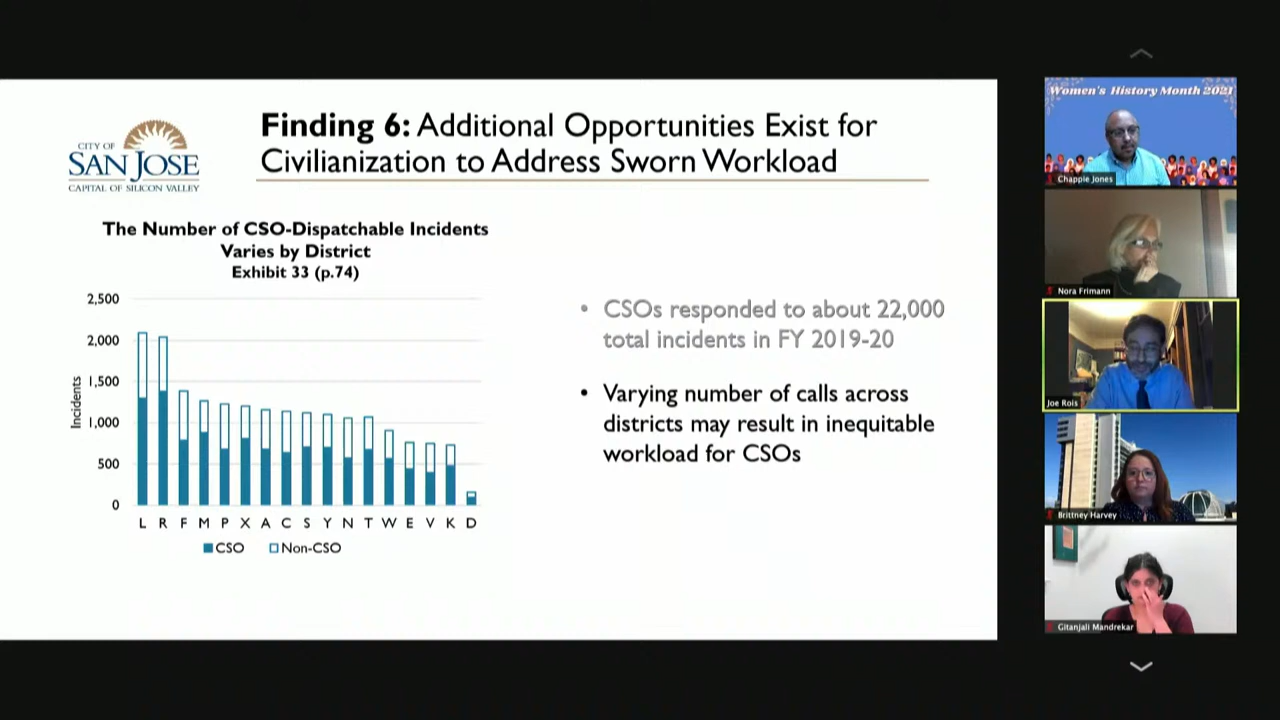 CITY OF
SAN JOSE
CAPITAL OF SILICON VALLEY
Finding 6: Additional Opportunities Exist for
Civilianization to Address Sworn Workload
The Number of CSO-Dispatchable Incidents
Varies by District
Exhibit 33 (p.74)
2,500
2,000
1,500
1,000
500
0
Incidents
L R F M P X A C S Y N T W E V K D
CSO Non-CSO
• CSOs responded to about 22,000
total incidents in FY 2019-20
• Varying number of calls across
districts may result in inequitable
workload for CSOs
Women's History Month 2021
Chappie Jones
Nora Frimann
Joe Rois
Brittney Harvey
Gitanjali Mandrekar